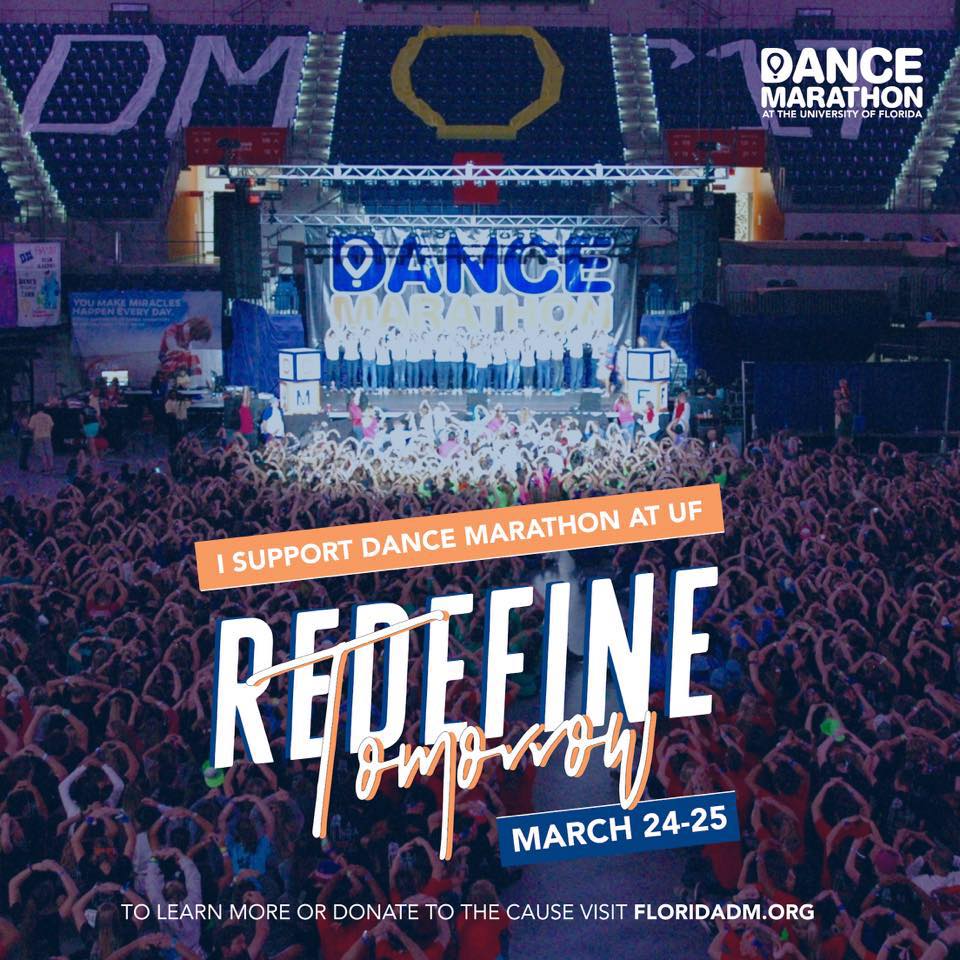 DM
DANCE
MARATHON
AT THE UNIVERSITY OF FLORIDA
DANCE
MARATHON
YOU MAKE MIRACLES
HAPPEN EVERY DAY.
M
F
I SUPPORT DANCE MARATHON AT UF
REDEFINE
Tomorrow
MARCH 24-25
TO LEARN MORE OR DONATE TO THE CAUSE VISIT FLORIDADM.ORG